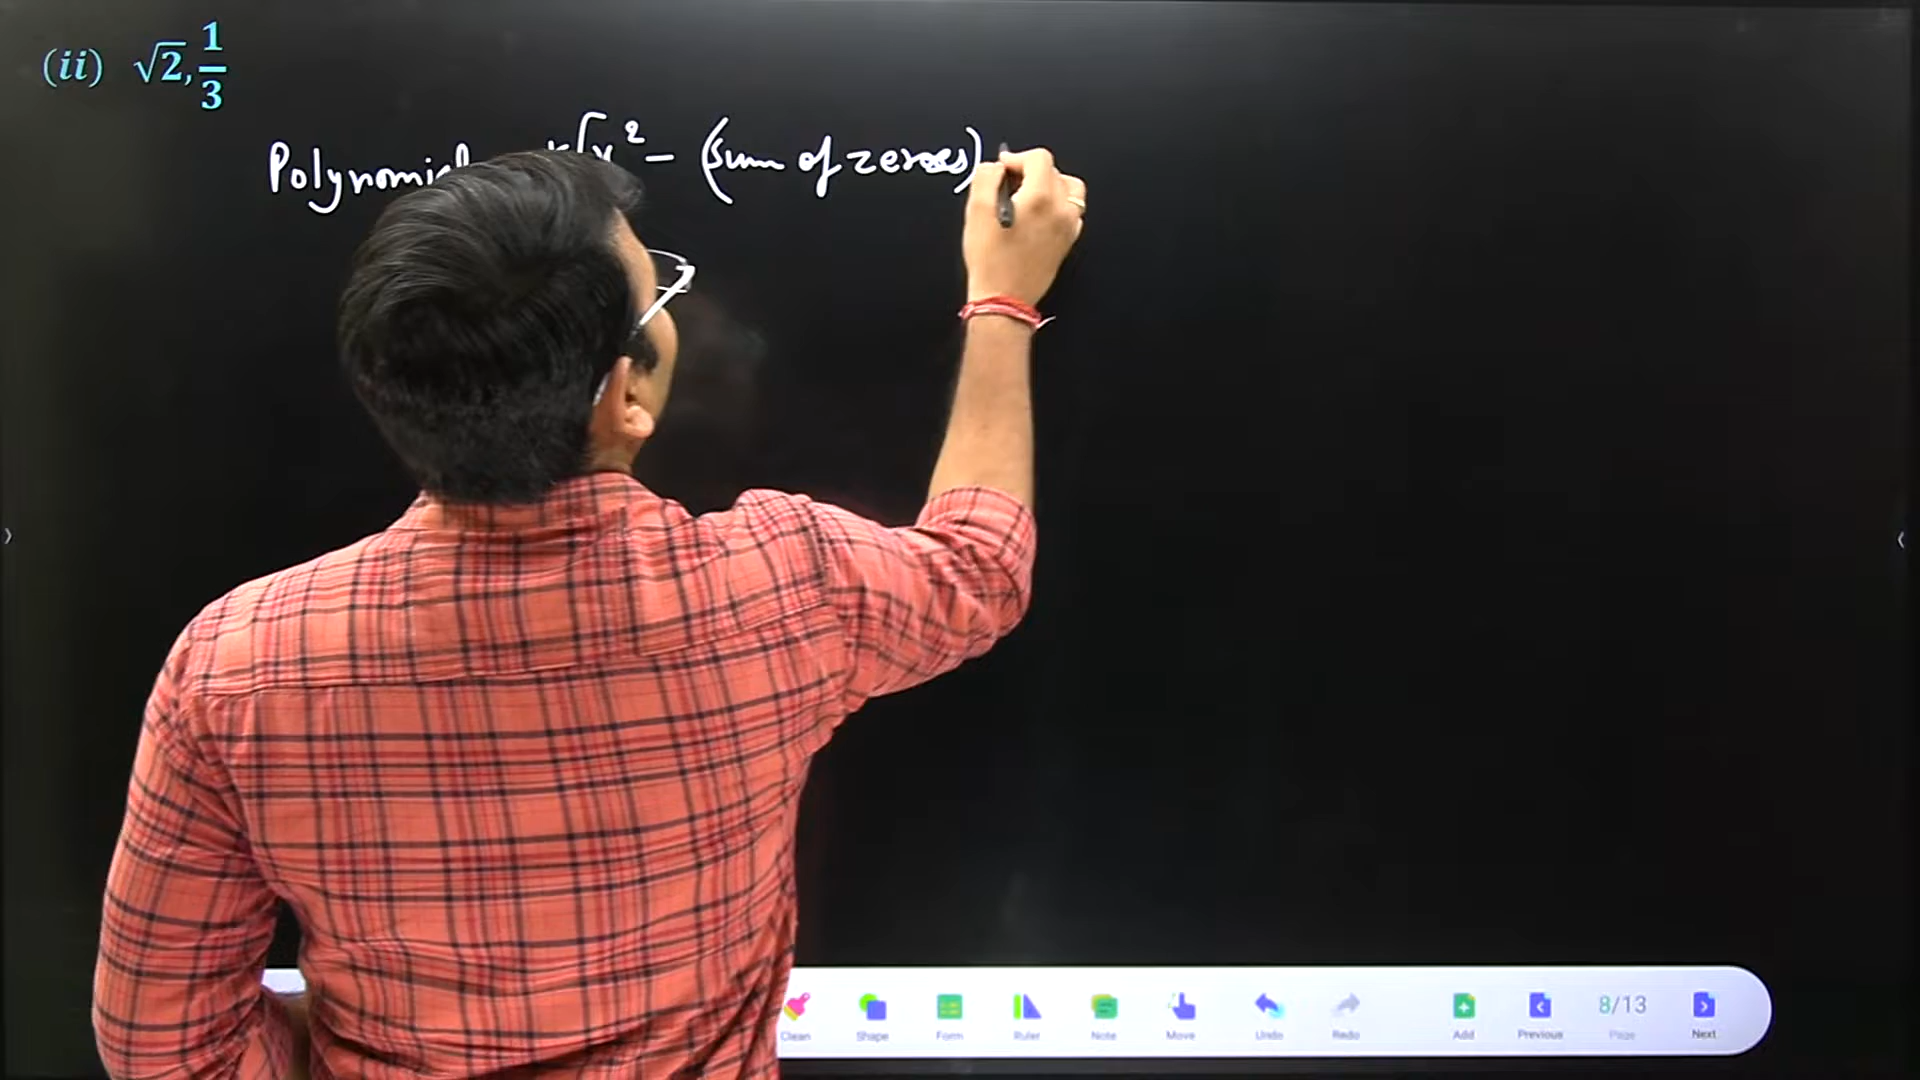 (ii) √2, 1/3
x² − (sum of zeroes)
Clean Shape Form Ruler Note Move Undo Redo Add Previous 8/13 Page Next